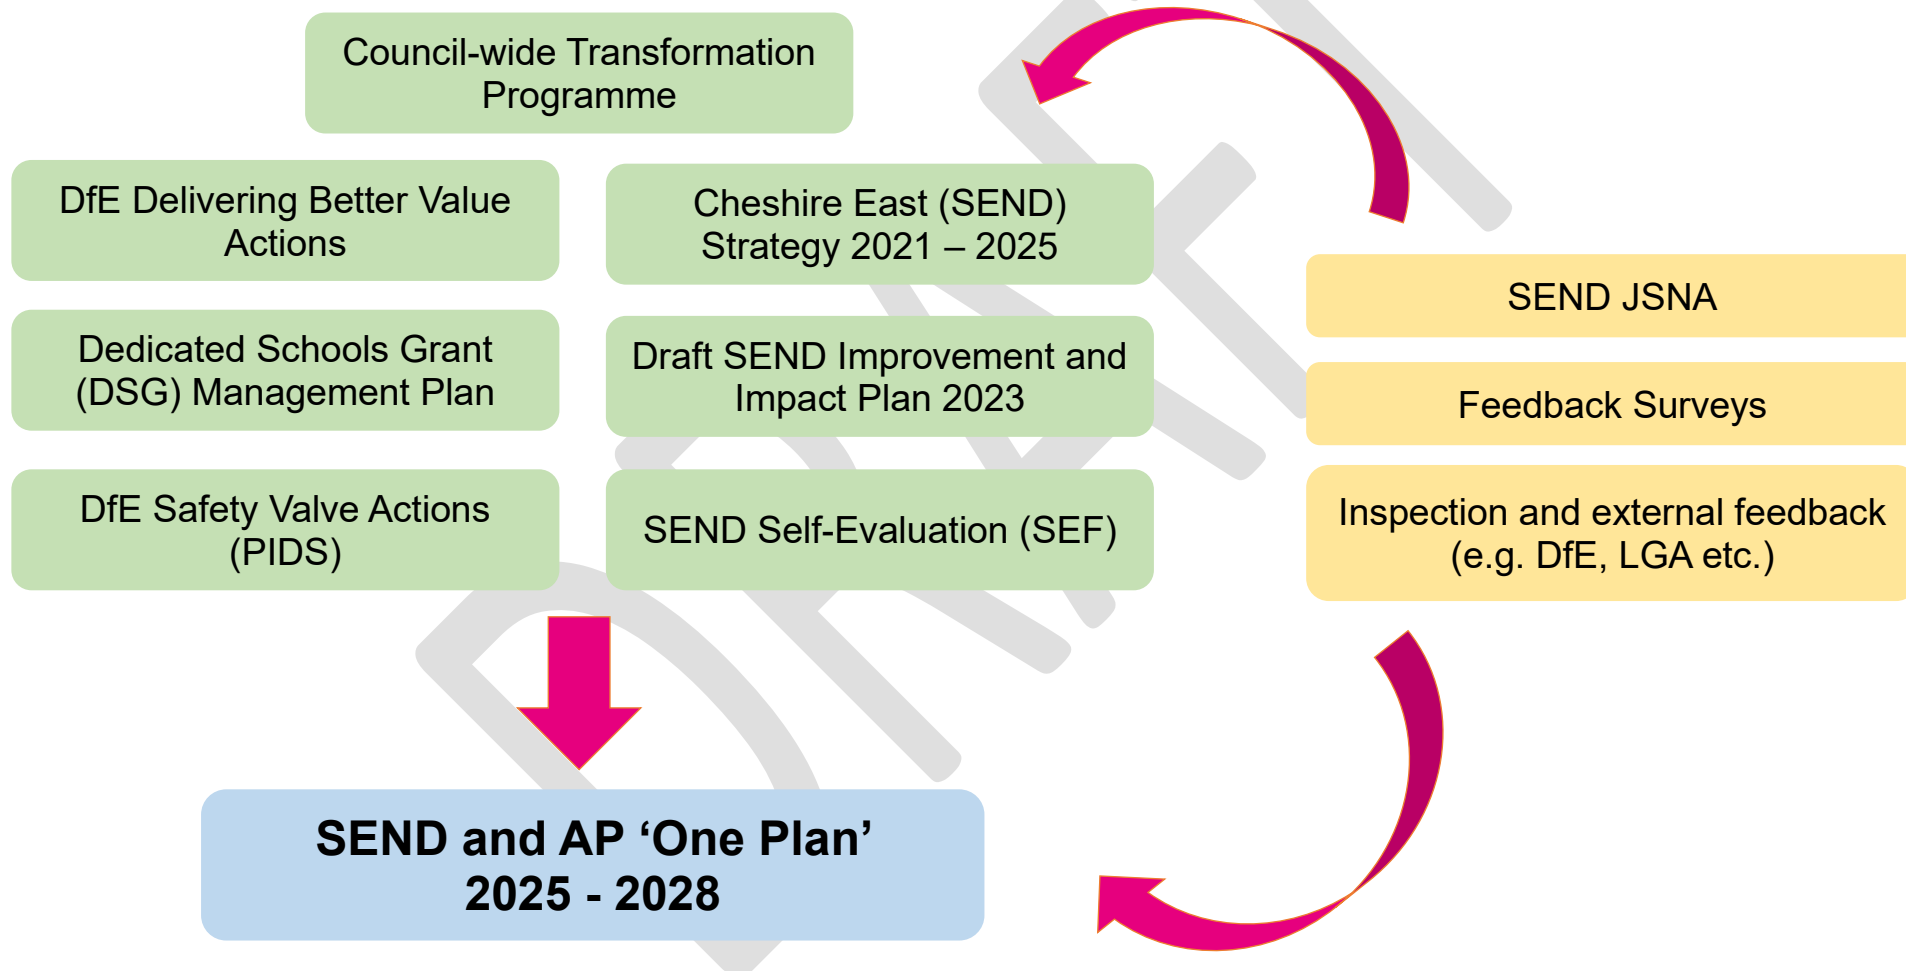 Council-wide Transformation
Programme
DfE Delivering Better Value
Actions
Cheshire East (SEND)
Strategy 2021 – 2025
Dedicated Schools Grant
(DSG) Management Plan
Draft SEND Improvement and
Impact Plan 2023
DfE Safety Valve Actions
(PIDS)
SEND Self-Evaluation (SEF)
SEND JSNA
Feedback Surveys
Inspection and external feedback
(e.g. DfE, LGA etc.)
SEND and AP ‘One Plan’
2025 - 2028
DRAFT